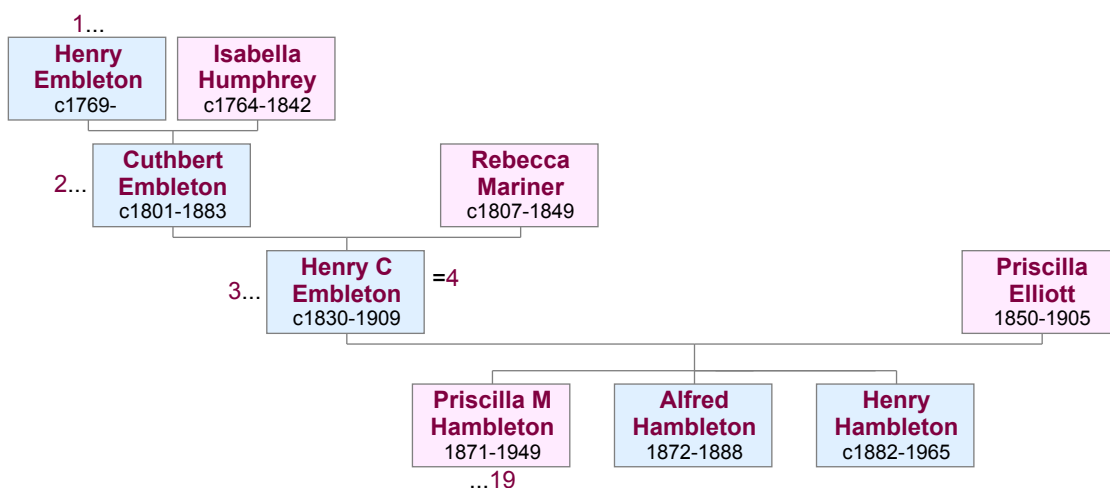 1...
Henry
Embleton
c1769-
Isabella
Humphrey
c1764-1842
2...
Cuthbert
Embleton
c1801-1883
Rebecca
Mariner
c1807-1849
3...
Henry C
Embleton
c1830-1909
=4
Priscilla
Elliott
1850-1905
Priscilla M
Hambleton
1871-1949
...19
Alfred
Hambleton
1872-1888
Henry
Hambleton
c1882-1965